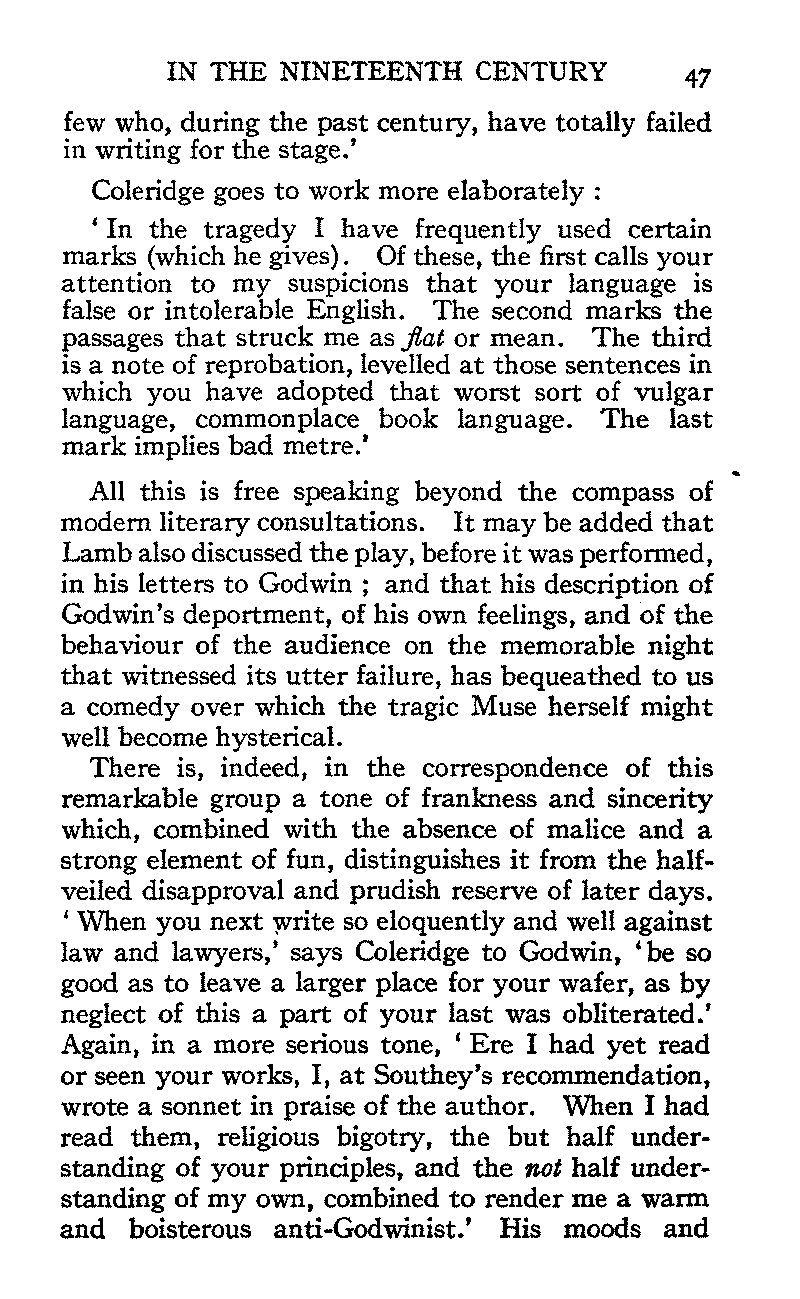 IN THE NINETEENTH CENTURY 47
few who, during the past century, have totally failed
in writing for the stage.’
Coleridge goes to work more elaborately :
‘ In the tragedy I have frequently used certain
marks (which he gives). Of these, the first calls your
attention to my suspicions that your language is
false or intolerable English. The second marks the
passages that struck me as flat or mean. The third
is a note of reprobation, levelled at those sentences in
which you have adopted that worst sort of vulgar
language, commonplace book language. The last
mark implies bad metre.’
All this is free speaking beyond the compass of
modern literary consultations. It may be added that
Lamb also discussed the play, before it was performed,
in his letters to Godwin ; and that his description of
Godwin’s deportment, of his own feelings, and of the
behaviour of the audience on the memorable night
that witnessed its utter failure, has bequeathed to us
a comedy over which the tragic Muse herself might
well become hysterical.
There is, indeed, in the correspondence of this
remarkable group a tone of frankness and sincerity
which, combined with the absence of malice and a
strong element of fun, distinguishes it from the half-
veiled disapproval and prudish reserve of later days.
‘ When you next write so eloquently and well against
law and lawyers,’ says Coleridge to Godwin, ‘be so
good as to leave a larger place for your wafer, as by
neglect of this a part of your last was obliterated.’
Again, in a more serious tone, ‘ Ere I had yet read
or seen your works, I, at Southey’s recommendation,
wrote a sonnet in praise of the author. When I had
read them, religious bigotry, the but half under-
standing of your principles, and the not half under-
standing of my own, combined to render me a warm
and boisterous anti-Godwinist.’ His moods and